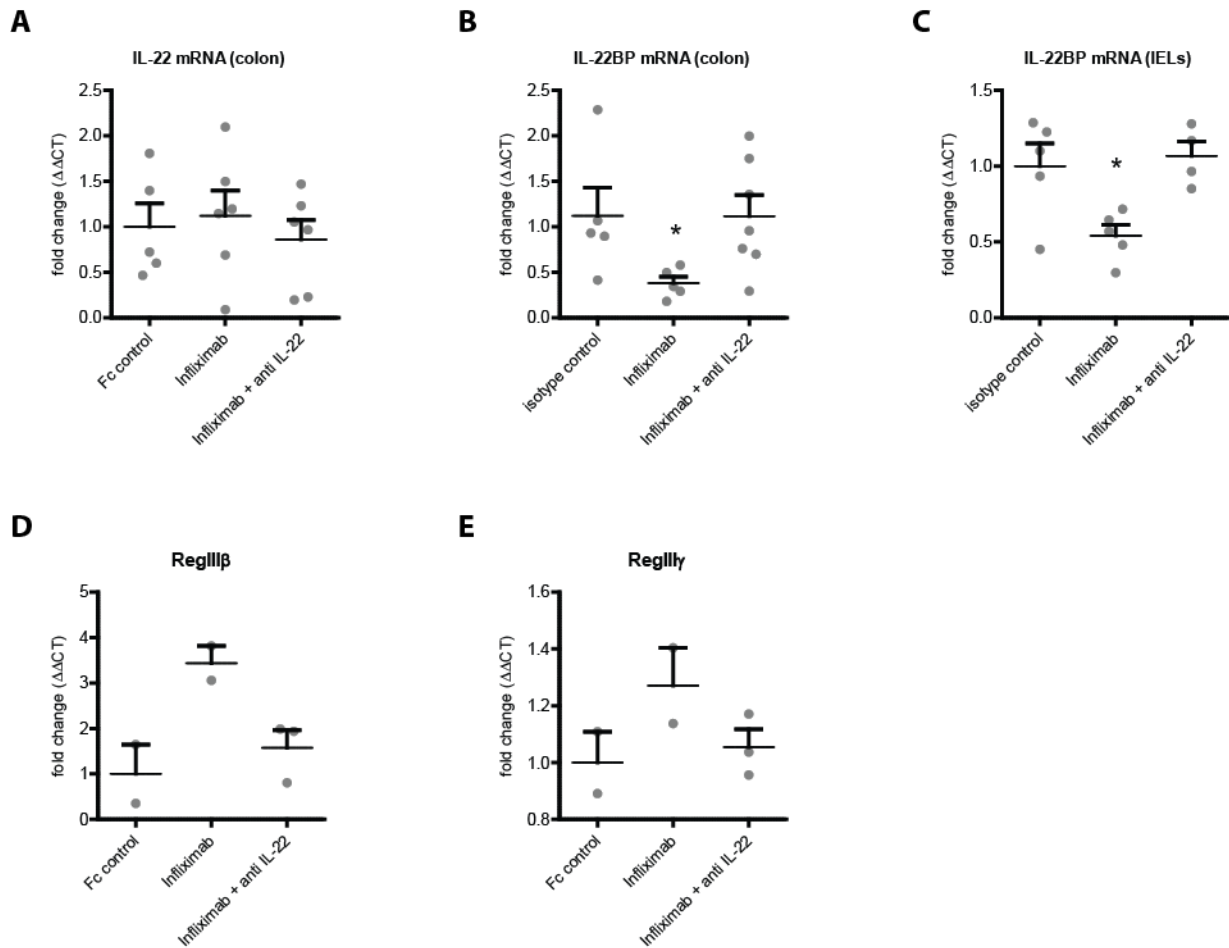 A
IL-22 mRNA (colon)
fold change (ΔΔCT)
2.5
2.0
1.5
1.0
0.5
0.0
Fc control
Infliximab
Infliximab + anti IL-22
B
IL-22BP mRNA (colon)
fold change (ΔΔCT)
2.5
2.0
1.5
1.0
0.5
0.0
*
isotype control
Infliximab
Infliximab + anti IL-22
C
IL-22BP mRNA (IELs)
fold change (ΔΔCT)
1.5
1.0
0.5
0.0
*
isotype control
Infliximab
Infliximab + anti IL-22
D
RegIIIβ
fold change (ΔΔCT)
5
4
3
2
1
0
Fc control
Infliximab
Infliximab + anti IL-22
E
RegIIIγ
fold change (ΔΔCT)
1.6
1.4
1.2
1.0
0.8
Fc control
Infliximab
Infliximab + anti IL-22